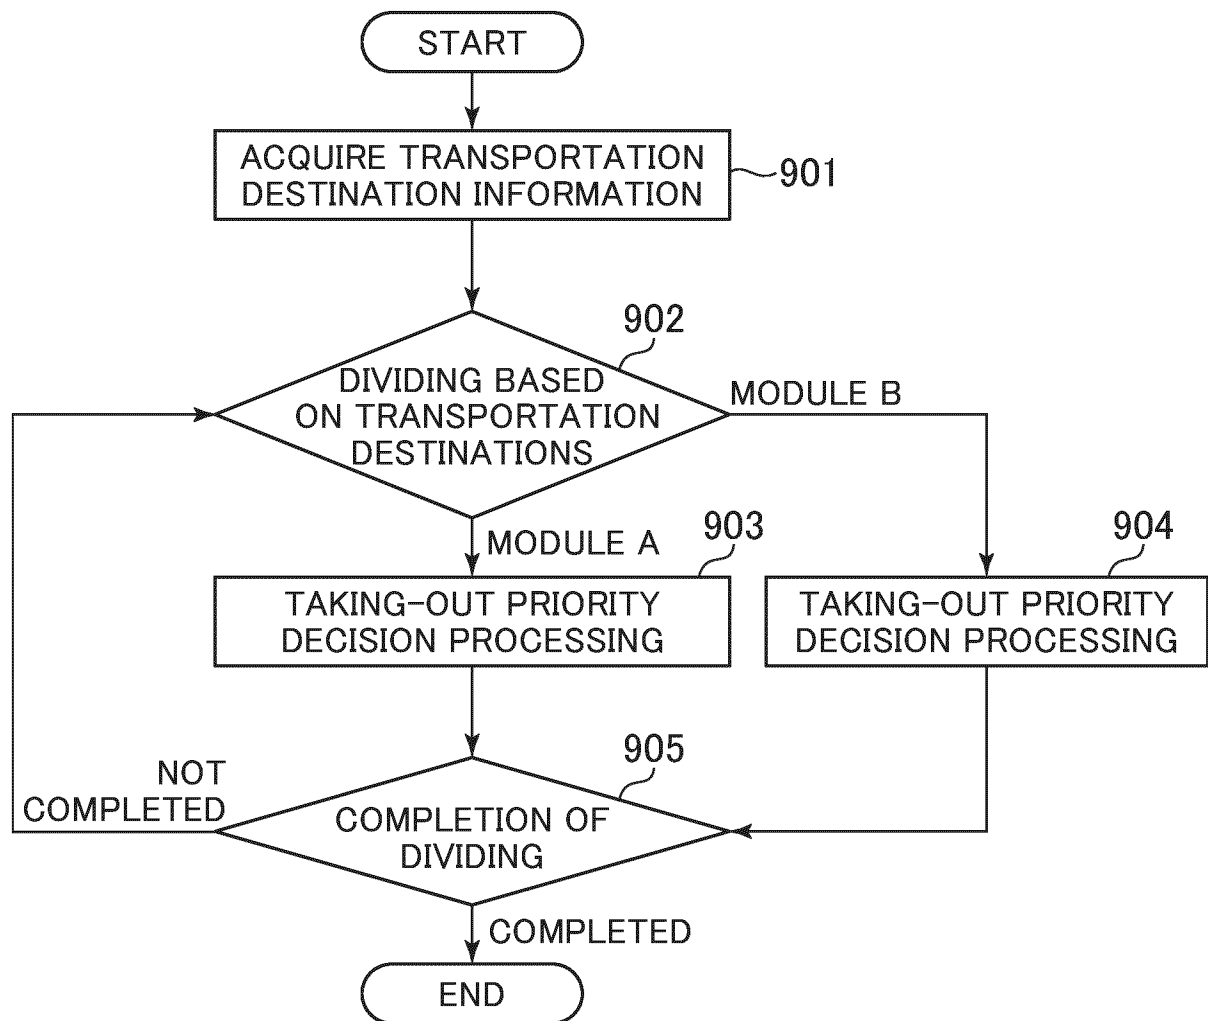 START
ACQUIRE TRANSPORTATION
DESTINATION INFORMATION
901
902
DIVIDING BASED
ON TRANSPORTATION
DESTINATIONS
MODULE B
MODULE A
903
904
TAKING-OUT PRIORITY
DECISION PROCESSING
TAKING-OUT PRIORITY
DECISION PROCESSING
905
NOT
COMPLETED
COMPLETION OF
DIVIDING
COMPLETED
END